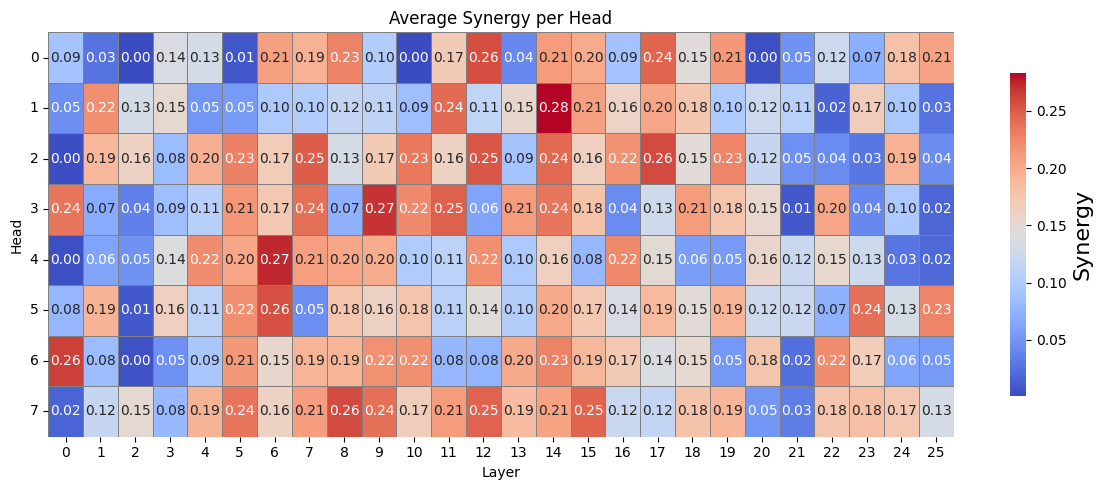 Average Synergy per Head
0 0.09 0.03 0.00 0.14 0.13 0.01 0.21 0.19 0.23 0.10 0.00 0.17 0.26 0.04 0.21 0.20 0.09 0.24 0.15 0.21 0.00 0.05 0.12 0.07 0.18 0.21
1 0.05 0.22 0.13 0.15 0.05 0.05 0.10 0.10 0.12 0.11 0.09 0.24 0.11 0.15 0.28 0.21 0.16 0.20 0.18 0.10 0.12 0.11 0.02 0.17 0.10 0.03
2 0.00 0.19 0.16 0.08 0.20 0.23 0.17 0.25 0.13 0.17 0.23 0.16 0.25 0.09 0.24 0.16 0.22 0.26 0.15 0.23 0.12 0.05 0.04 0.03 0.19 0.04
3 0.24 0.07 0.04 0.09 0.11 0.21 0.17 0.24 0.07 0.27 0.22 0.25 0.06 0.21 0.24 0.18 0.04 0.13 0.21 0.18 0.15 0.01 0.20 0.04 0.10 0.02
4 0.00 0.06 0.05 0.14 0.22 0.20 0.27 0.21 0.20 0.20 0.10 0.11 0.22 0.10 0.16 0.08 0.22 0.15 0.06 0.05 0.16 0.12 0.15 0.13 0.03 0.02
5 0.08 0.19 0.01 0.16 0.11 0.22 0.26 0.05 0.18 0.16 0.18 0.11 0.14 0.10 0.20 0.17 0.14 0.19 0.15 0.19 0.12 0.12 0.07 0.24 0.13 0.23
6 0.26 0.08 0.00 0.05 0.09 0.21 0.15 0.19 0.19 0.22 0.22 0.08 0.08 0.20 0.23 0.19 0.17 0.14 0.15 0.05 0.18 0.02 0.22 0.17 0.06 0.05
7 0.02 0.12 0.15 0.08 0.19 0.24 0.16 0.21 0.26 0.24 0.17 0.21 0.25 0.19 0.21 0.25 0.12 0.12 0.18 0.19 0.05 0.03 0.18 0.18 0.17 0.13
0 1 2 3 4 5 6 7 8 9 10 11 12 13 14 15 16 17 18 19 20 21 22 23 24 25
Layer
Head
0.25
0.20
0.15
0.10
0.05
Synergy